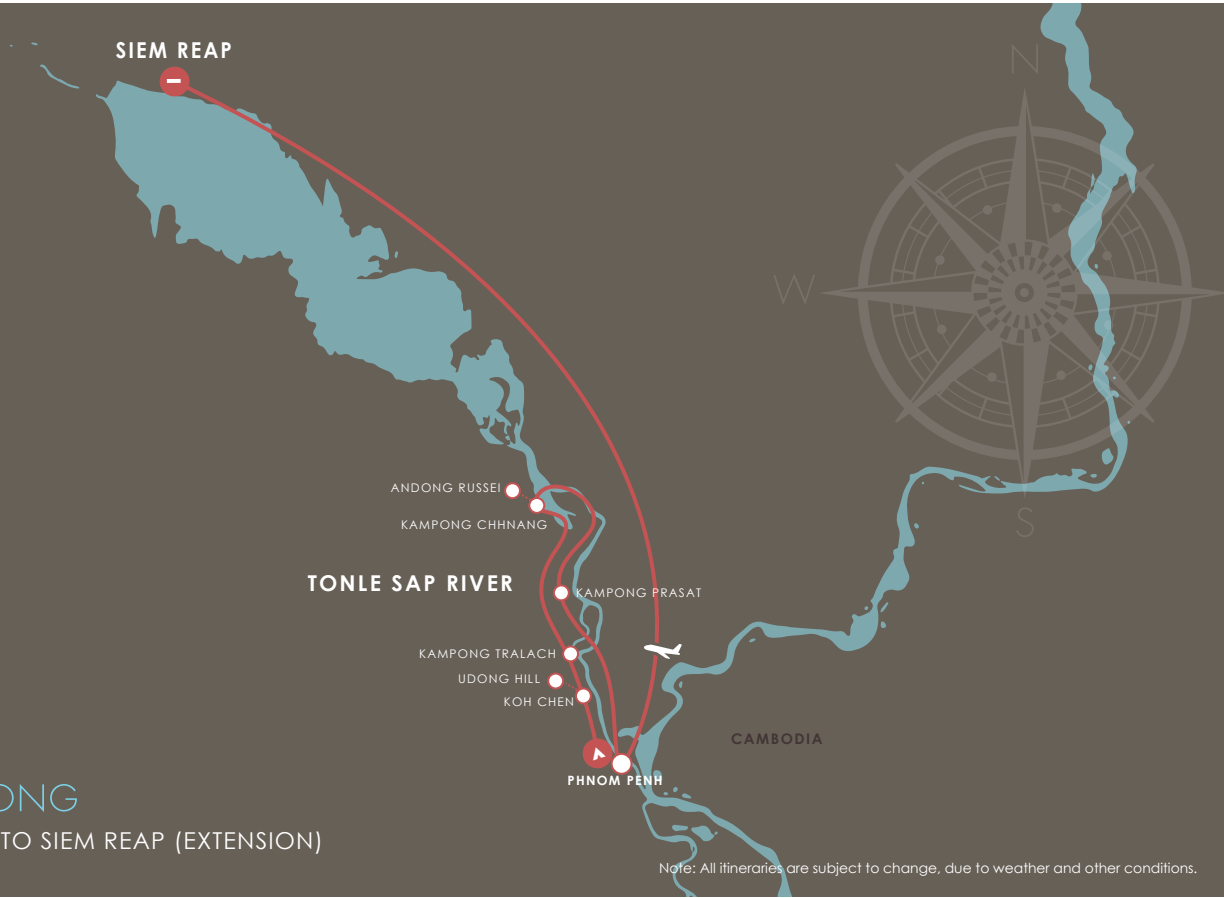 SIEM REAP
N
W
S
ANDONG RUSSEI
KAMPONG CHHNANG
TONLE SAP RIVER
KAMPONG PRASAT
KAMPONG TRALACH
UDONG HILL
KOH CHEN
CAMBODIA
PHNOM PENH
ONG
TO SIEM REAP (EXTENSION)
Note: All itineraries are subject to change, due to weather and other conditions.